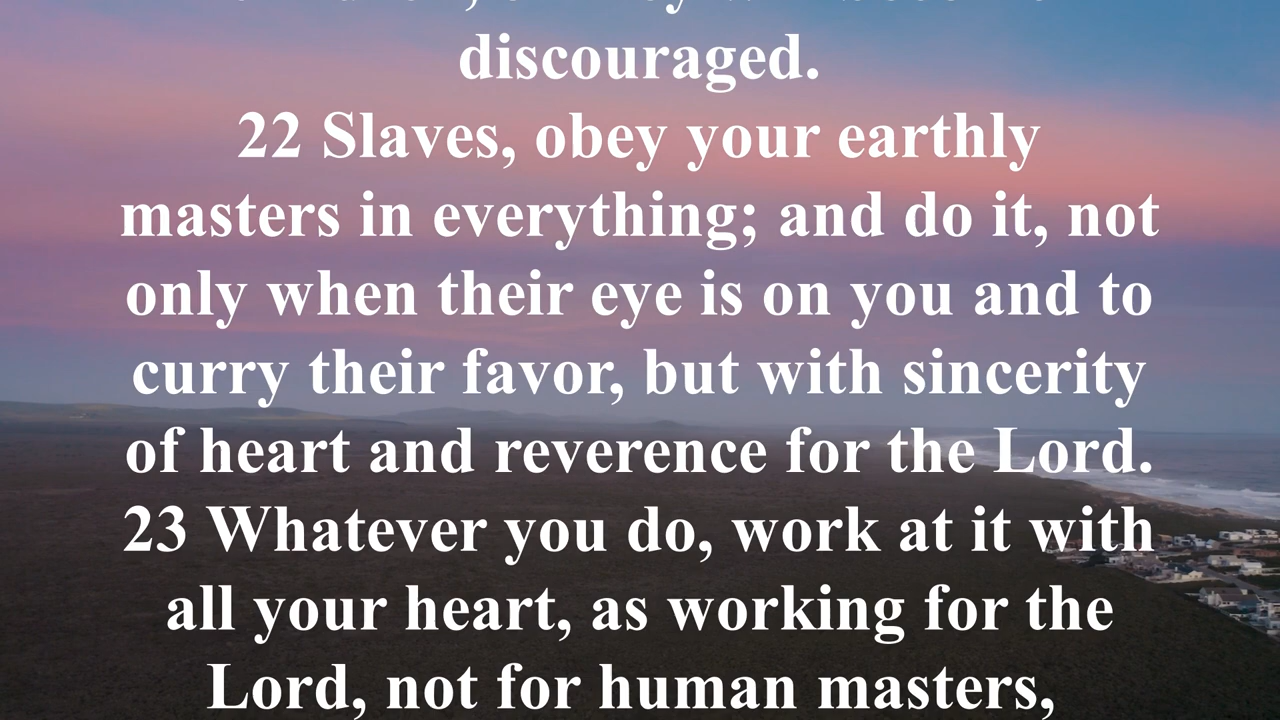 discouraged.
22 Slaves, obey your earthly
masters in everything; and do it, not
only when their eye is on you and to
curry their favor, but with sincerity
of heart and reverence for the Lord.
23 Whatever you do, work at it with
all your heart, as working for the
Lord, not for human masters,